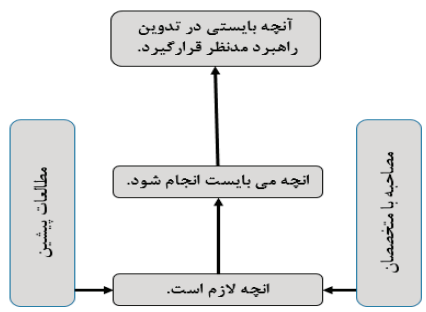 آنچه بایستی در تدوین
راهبرد مدنظر قرارگیرد.
انچه می بایست انجام شود.
انچه لازم است.
مصاحبه با متخصصان
مطالعات پیشین